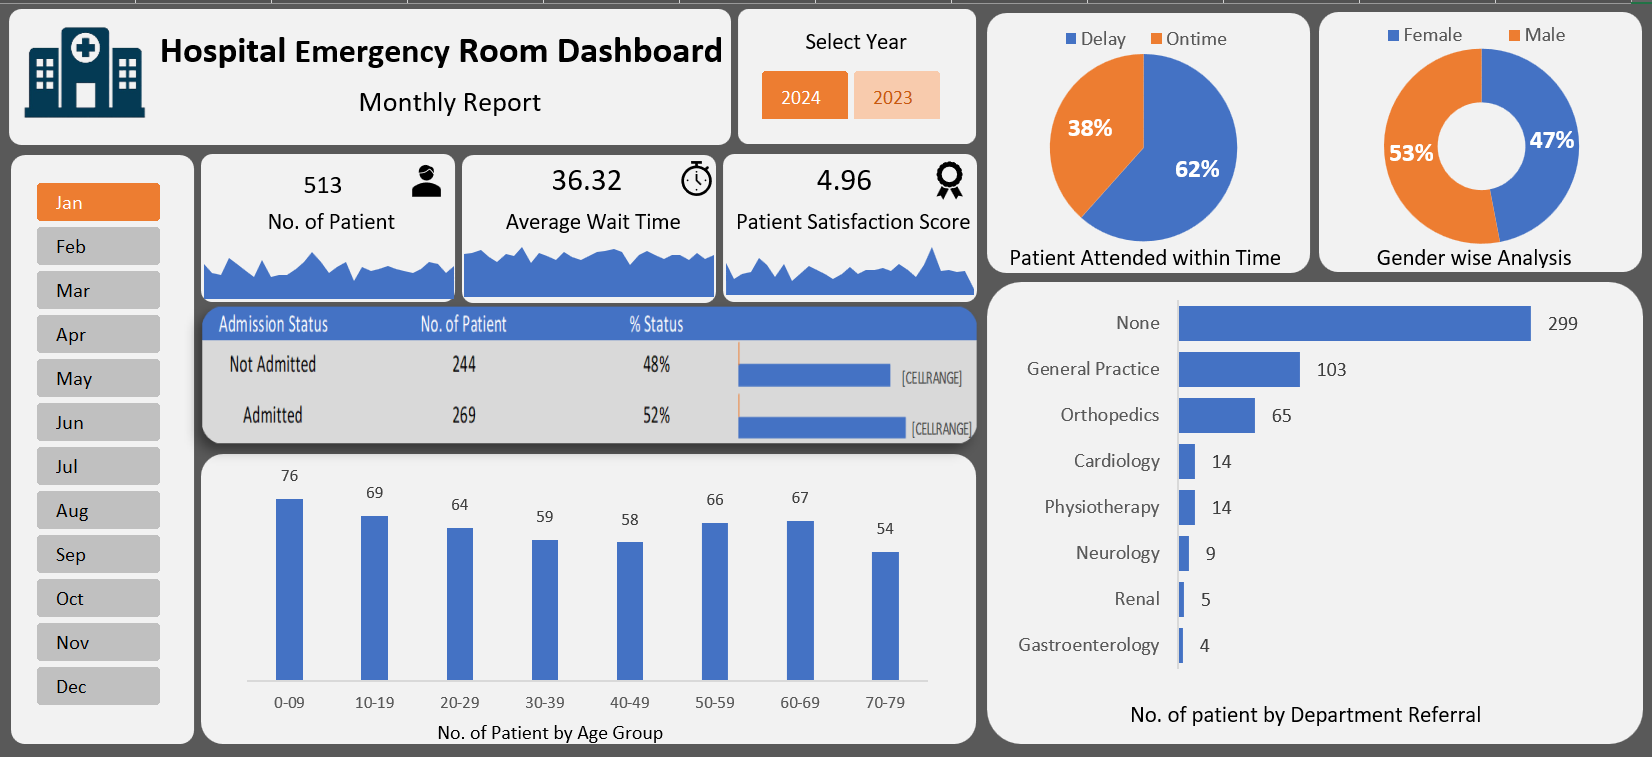 Hospital Emergency Room Dashboard
Monthly Report
Select Year
2024 2023
Jan
Feb
Mar
Apr
May
Jun
Jul
Aug
Sep
Oct
Nov
Dec
513
No. of Patient
36.32
Average Wait Time
4.96
Patient Satisfaction Score
Admission Status No. of Patient % Status
Not Admitted 244 48% [CELLRANGE]
Admitted 269 52% [CELLRANGE]
76 69 64 59 58 66 67 54
0-09 10-19 20-29 30-39 40-49 50-59 60-69 70-79
No. of Patient by Age Group
Delay Ontime
38%
62%
Patient Attended within Time
Female Male
53% 47%
Gender wise Analysis
None 299
General Practice 103
Orthopedics 65
Cardiology 14
Physiotherapy 14
Neurology 9
Renal 5
Gastroenterology 4
No. of patient by Department Referral